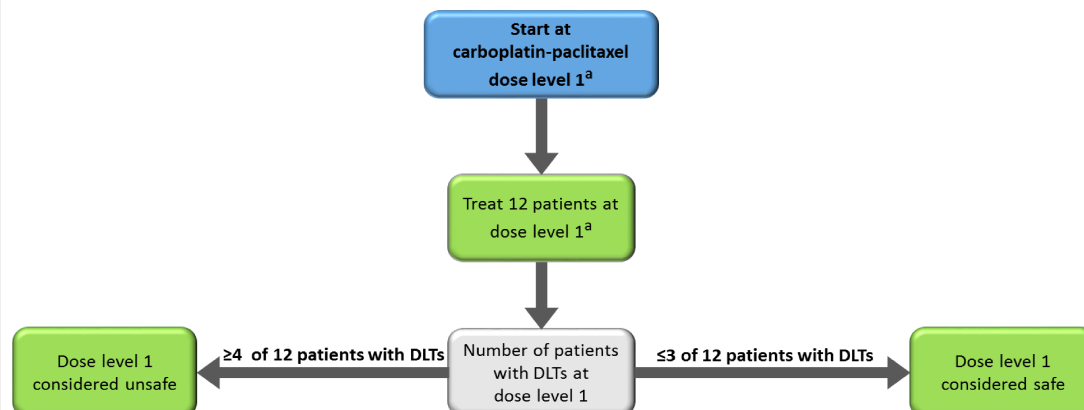 Start at
carboplatin-paclitaxel
dose level 1ª
Treat 12 patients at
dose level 1ª
≥4 of 12 patients with DLTs
Number of patients
with DLTs at
dose level 1
≤3 of 12 patients with DLTs
Dose level 1
considered unsafe
Dose level 1
considered safe